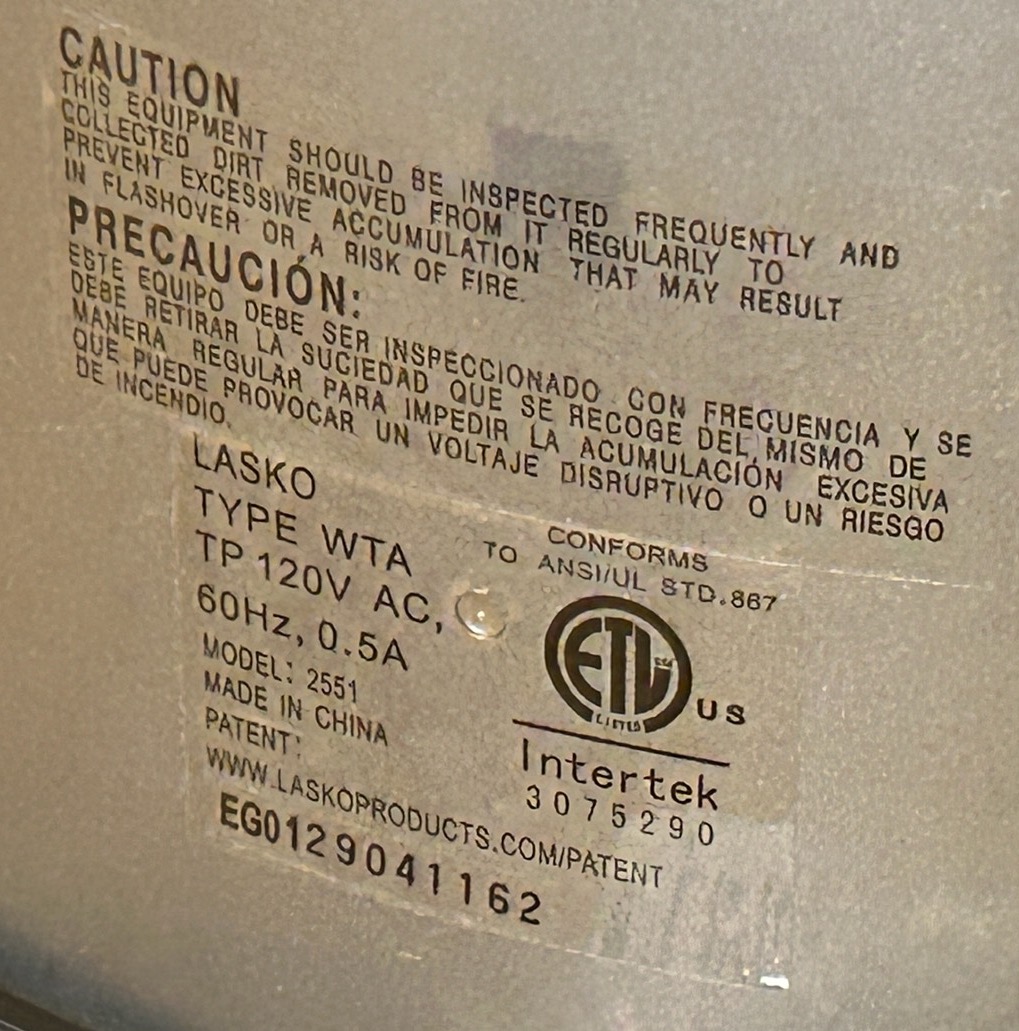 CAUTION
THIS EQUIPMENT SHOULD BE INSPECTED FREQUENTLY AND
COLLECTED DIRT REMOVED FROM IT REGULARLY TO
PREVENT EXCESSIVE ACCUMULATION THAT MAY RESULT
IN FLASHOVER OR A RISK OF FIRE.
PRECAUCIÓN:
ESTE EQUIPO DEBE SER INSPECCIONADO CON FRECUENCIA Y SE
DEBE RETIRAR LA SUCIEDAD QUE SE RECOGE DEL MISMO DE
MANERA REGULAR PARA IMPEDIR LA ACUMULACIÓN EXCESIVA
QUE PUEDE PROVOCAR UN VOLTAJE DISRUPTIVO O UN RIESGO
DE INCENDIO.
LASKO
TYPE WTA
TP 120V AC,
60Hz, 0.5A
MODEL: 2551
MADE IN CHINA
PATENT:
WWW.LASKOPRODUCTS.COM/PATENT
EG0129041162
CONFORMS
TO ANSI/UL STD.867
ETL
LISTED
US
Intertek
3075290